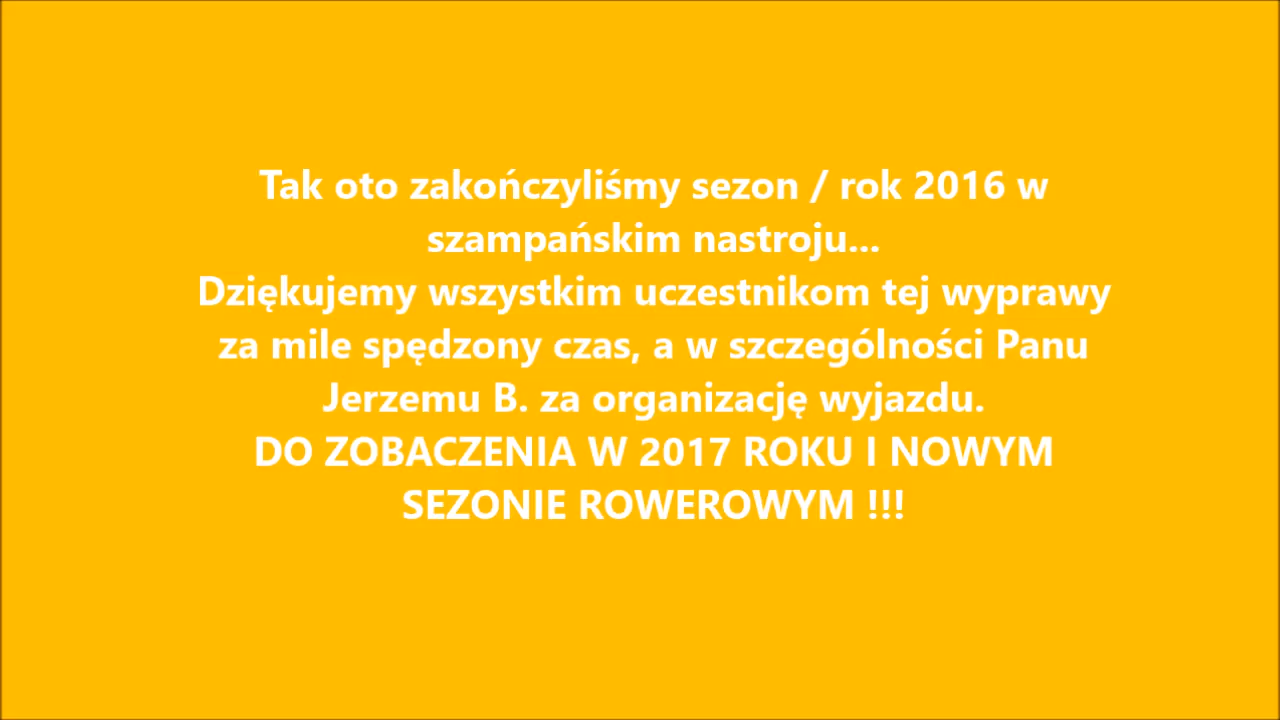 Tak oto zakończyliśmy sezon / rok 2016 w
szampańskim nastroju...
Dziękujemy wszystkim uczestnikom tej wyprawy
za mile spędzony czas, a w szczególności Panu
Jerzemu B. za organizację wyjazdu.
DO ZOBACZENIA W 2017 ROKU I NOWYM
SEZONIE ROWEROWYM !!!